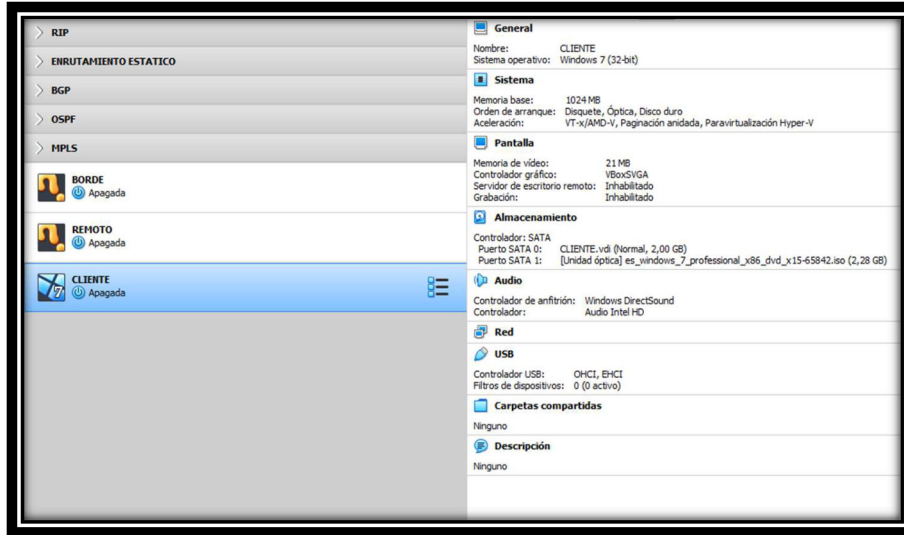 RIP
ENRUTAMIENTO ESTATICO
BGP
OSPF
MPLS
BORDE
Apagada
REMOTO
Apagada
CLIENTE
Apagada
General
Nombre: CLIENTE
Sistema operativo: Windows 7 (32-bit)
Sistema
Memoria base: 1024 MB
Orden de arranque: Disquete, Óptica, Disco duro
Aceleración: VT-x/AMD-V, Paginación anidada, Paravirtualización Hyper-V
Pantalla
Memoria de vídeo: 21 MB
Controlador gráfico: VBoxSVGA
Servidor de escritorio remoto: Inhabilitado
Grabación: Inhabilitado
Almacenamiento
Controlador: SATA
Puerto SATA 0: CLIENTE.vdi (Normal, 2,00 GB)
Puerto SATA 1: [Unidad óptica] es_windows_7_professional_x86_dvd_x15-65842.iso (2,28 GB)
Audio
Controlador de anfitrión: Windows DirectSound
Controlador: Audio Intel HD
Red
USB
Controlador USB: OHCI, EHCI
Filtros de dispositivos: 0 (0 activo)
Carpetas compartidas
Ninguno
Descripción
Ninguno